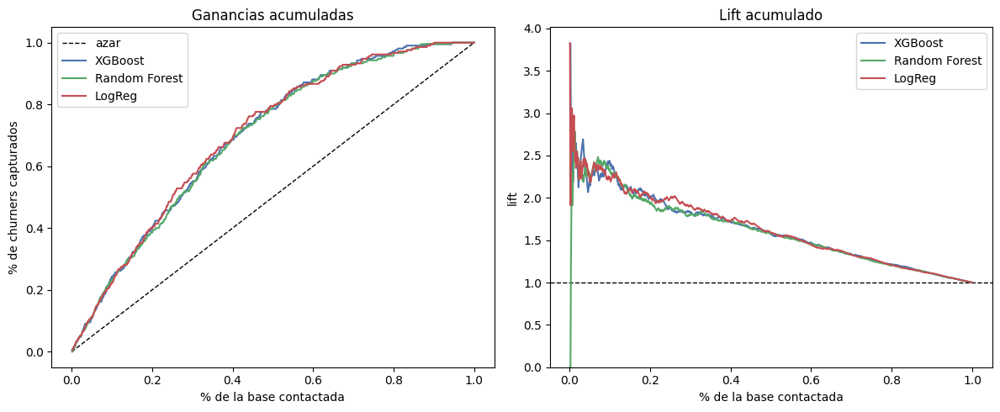 Ganancias acumuladas
azar
XGBoost
Random Forest
LogReg
% de churners capturados
1.0
0.8
0.6
0.4
0.2
0.0
0.0 0.2 0.4 0.6 0.8 1.0
% de la base contactada
Lift acumulado
XGBoost
Random Forest
LogReg
lift
4.0
3.5
3.0
2.5
2.0
1.5
1.0
0.5
0.0
0.0 0.2 0.4 0.6 0.8 1.0
% de la base contactada